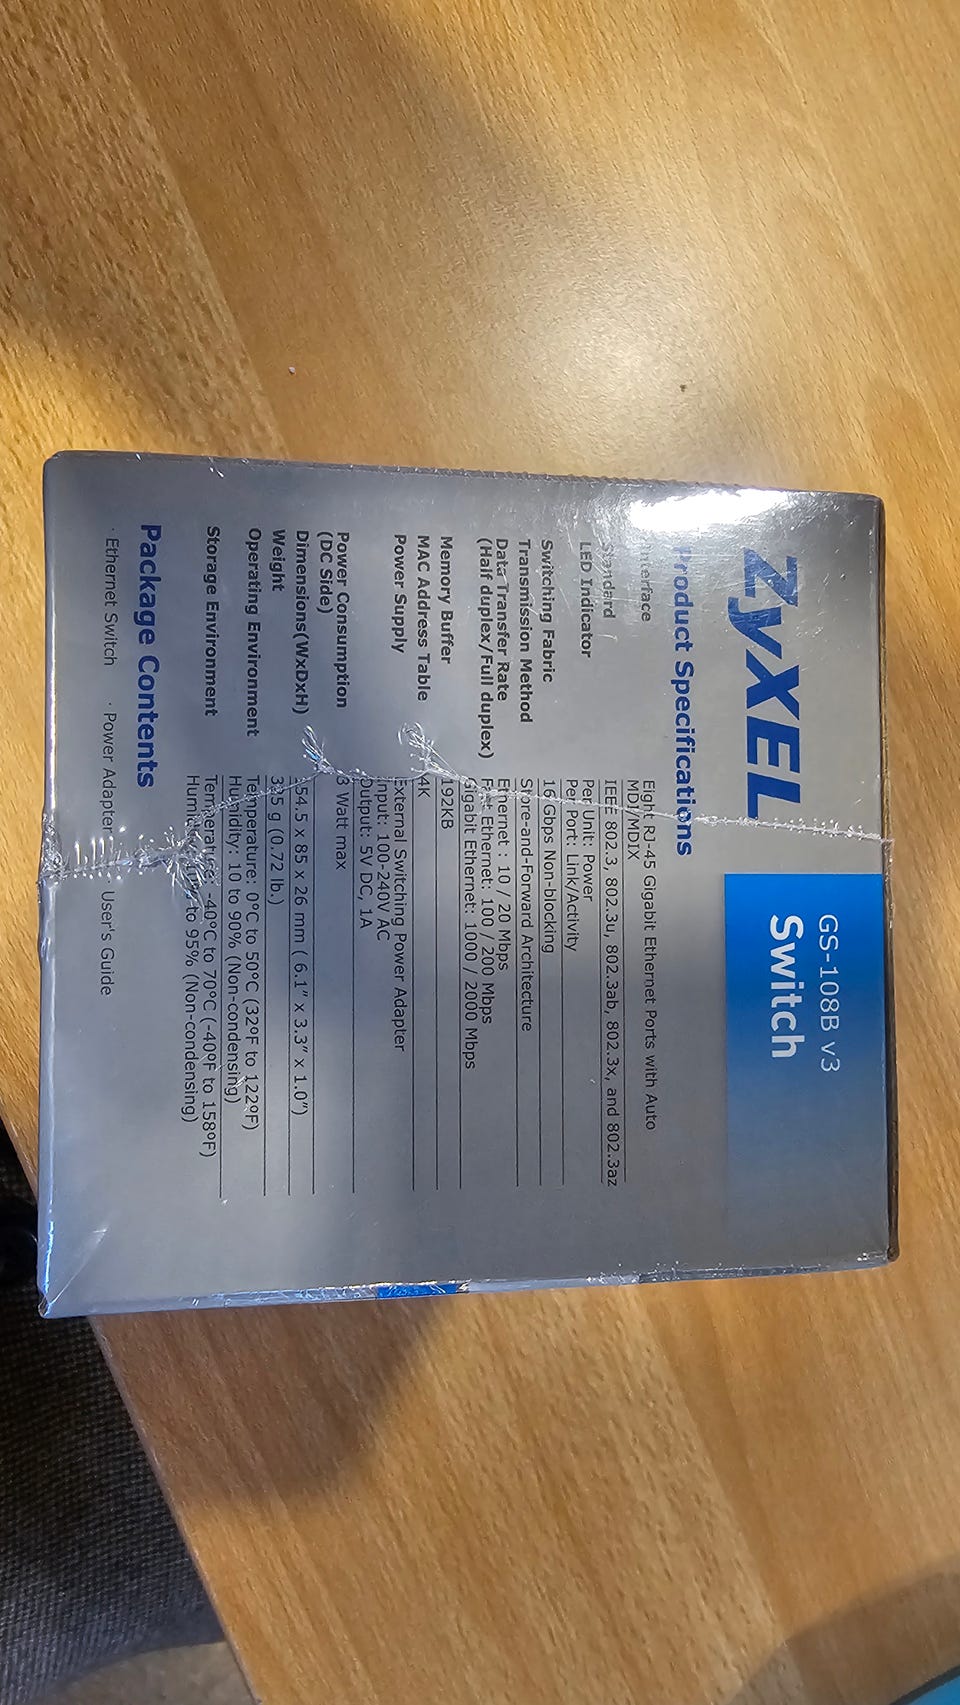 ZyXEL
GS-108B v3
Switch
Product Specifications
Interface Eight RJ-45 Gigabit Ethernet Ports with Auto
MDI/MDIX
Standard IEEE 802.3, 802.3u, 802.3ab, 802.3x, and 802.3az
LED Indicator Per Unit: Power
Per Port: Link/Activity
Switching Fabric 16 Gbps Non-blocking
Transmission Method Store-and-Forward Architecture
Data Transfer Rate Ethernet : 10 / 20 Mbps
(Half duplex/Full duplex) Fast Ethernet: 100 / 200 Mbps
Gigabit Ethernet: 1000 / 2000 Mbps
Memory Buffer 192KB
MAC Address Table 4K
Power Supply External Switching Power Adapter
Input: 100-240V AC
Output: 5V DC, 1A
Power Consumption 3 Watt max
(DC Side)
Dimensions(WxDxH) 154.5 x 85 x 26 mm ( 6.1” x 3.3” x 1.0”)
Weight g (0.72 lb.)
Operating Environment Temperature: 0°C to 50°C (32°F to 122°F)
Humidity: 10 to 90% (Non-condensing)
Storage Environment Temperature: -40°C to 70°C (-40°F to 158°F)
Humidity: to 95% (Non-condensing)
Package Contents
· Ethernet Switch · Power Adapter · User's Guide